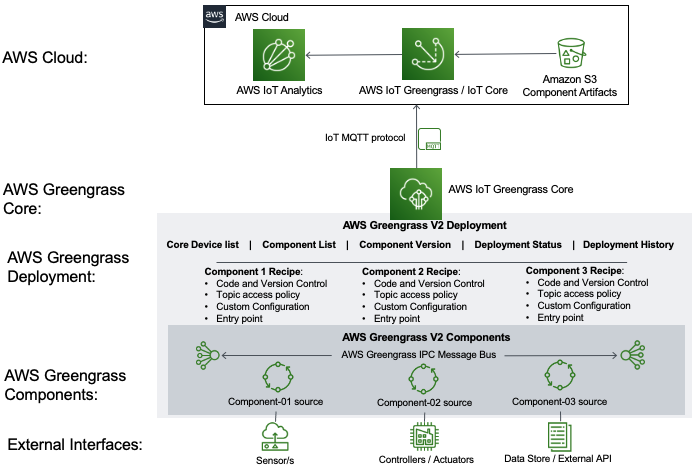 aws AWS Cloud
AWS Cloud:
AWS IoT Analytics
AWS IoT Greengrass / IoT Core
Amazon S3
Component Artifacts
IoT MQTT protocol
MQTT
AWS Greengrass
Core:
AWS IoT Greengrass Core
AWS Greengrass V2 Deployment
Core Device list | Component List | Component Version | Deployment Status | Deployment History
AWS Greengrass
Deployment:
Component 1 Recipe:
• Code and Version Control
• Topic access policy
• Custom Configuration
• Entry point
Component 2 Recipe:
• Code and Version Control
• Topic access policy
• Custom Configuration
• Entry point
Component 3 Recipe:
• Code and Version Control
• Topic access policy
• Custom Configuration
• Entry point
AWS Greengrass V2 Components
AWS Greengrass IPC Message Bus
AWS Greengrass
Components:
Component-01 source
Component-02 source
Component-03 source
External Interfaces:
Sensor/s
Controllers / Actuators
Data Store / External API